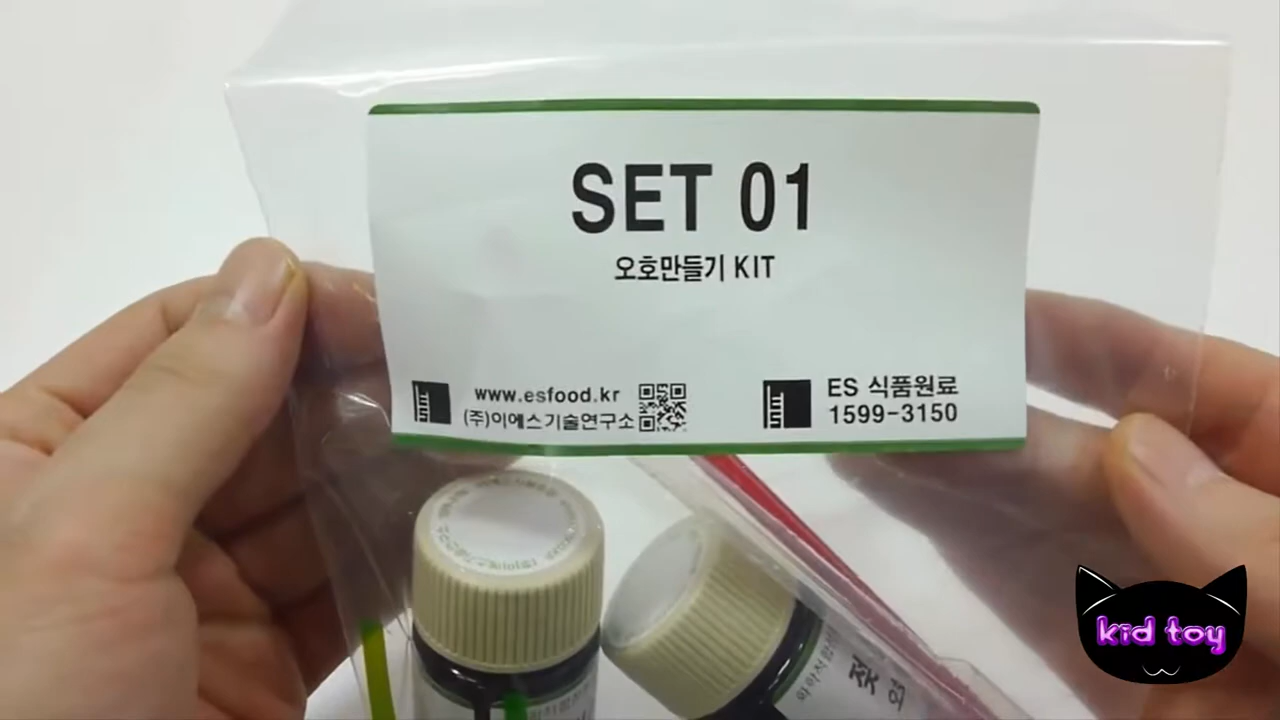 SET 01
오호만들기 KIT
www.esfood.kr
(주)이에스기술연구소
ES 식품원료
1599-3150
kid toy